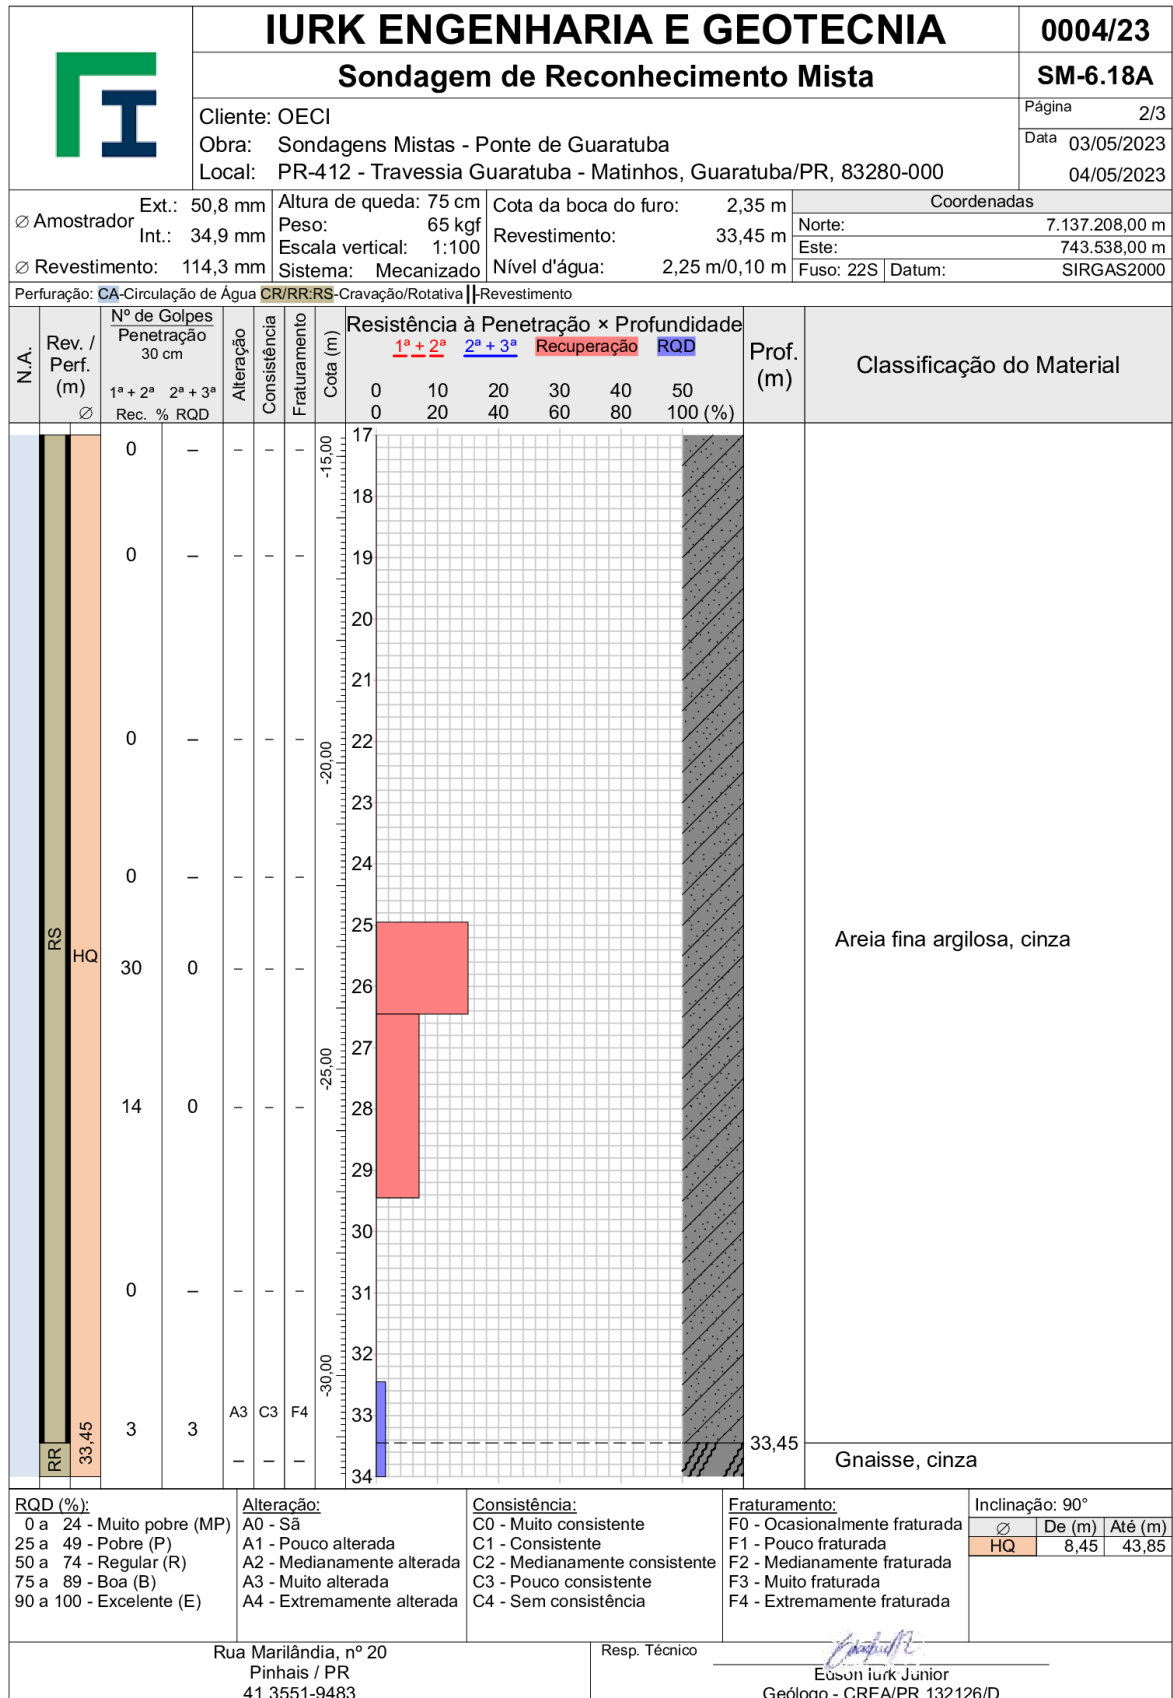 IURK ENGENHARIA E GEOTECNIA
0004/23
Sondagem de Reconhecimento Mista
SM-6.18A
Cliente: OECI
Página 2/3
Obra: Sondagens Mistas - Ponte de Guaratuba
Data 03/05/2023
Local: PR-412 - Travessia Guaratuba - Matinhos, Guaratuba/PR, 83280-000
04/05/2023
∅ Amostrador Ext.: 50,8 mm
Int.: 34,9 mm
∅ Revestimento: 114,3 mm
Altura de queda: 75 cm
Peso: 65 kgf
Escala vertical: 1:100
Sistema: Mecanizado
Cota da boca do furo: 2,35 m
Revestimento: 33,45 m
Nível d'água: 2,25 m/0,10 m
Coordenadas
Norte: 7.137.208,00 m
Este: 743.538,00 m
Fuso: 22S Datum: SIRGAS2000
Perfuração: CA-Circulação de Água CR/RR:RS-Cravação/Rotativa ||-Revestimento
N.A.
Rev. /
Perf.
(m)
∅
Nº de Golpes
Penetração
30 cm
1ª + 2ª 2ª + 3ª
Rec. % RQD
Alteração
Consistência
Fraturamento
Cota (m)
Resistência à Penetração × Profundidade
1ª + 2ª 2ª + 3ª Recuperação RQD
0 10 20 30 40 50
0 20 40 60 80 100 (%)
Prof.
(m)
Classificação do Material
17
0 – – – –
-15,00
18
0 – – – –
19
20
21
0 – – – –
22
-20,00
23
24
0 – – – –
25
RS
HQ
Areia fina argilosa, cinza
30 0 – – –
26
27
-25,00
14 0 – – –
28
29
30
0 – – – –
31
32
-30,00
A3 C3 F4
33
3 3
33,45
33,45
RR
– – –
Gnaisse, cinza
34
RQD (%):
0 a 24 - Muito pobre (MP)
25 a 49 - Pobre (P)
50 a 74 - Regular (R)
75 a 89 - Boa (B)
90 a 100 - Excelente (E)
Alteração:
A0 - Sã
A1 - Pouco alterada
A2 - Medianamente alterada
A3 - Muito alterada
A4 - Extremamente alterada
Consistência:
C0 - Muito consistente
C1 - Consistente
C2 - Medianamente consistente
C3 - Pouco consistente
C4 - Sem consistência
Fraturamento:
F0 - Ocasionalmente fraturada
F1 - Pouco fraturada
F2 - Medianamente fraturada
F3 - Muito fraturada
F4 - Extremamente fraturada
Inclinação: 90°
∅ De (m) Até (m)
HQ 8,45 43,85
Rua Marilândia, nº 20
Pinhais / PR
41 3551-9483
Resp. Técnico
Edson Iurk Junior
Geólogo - CREA/PR 132126/D